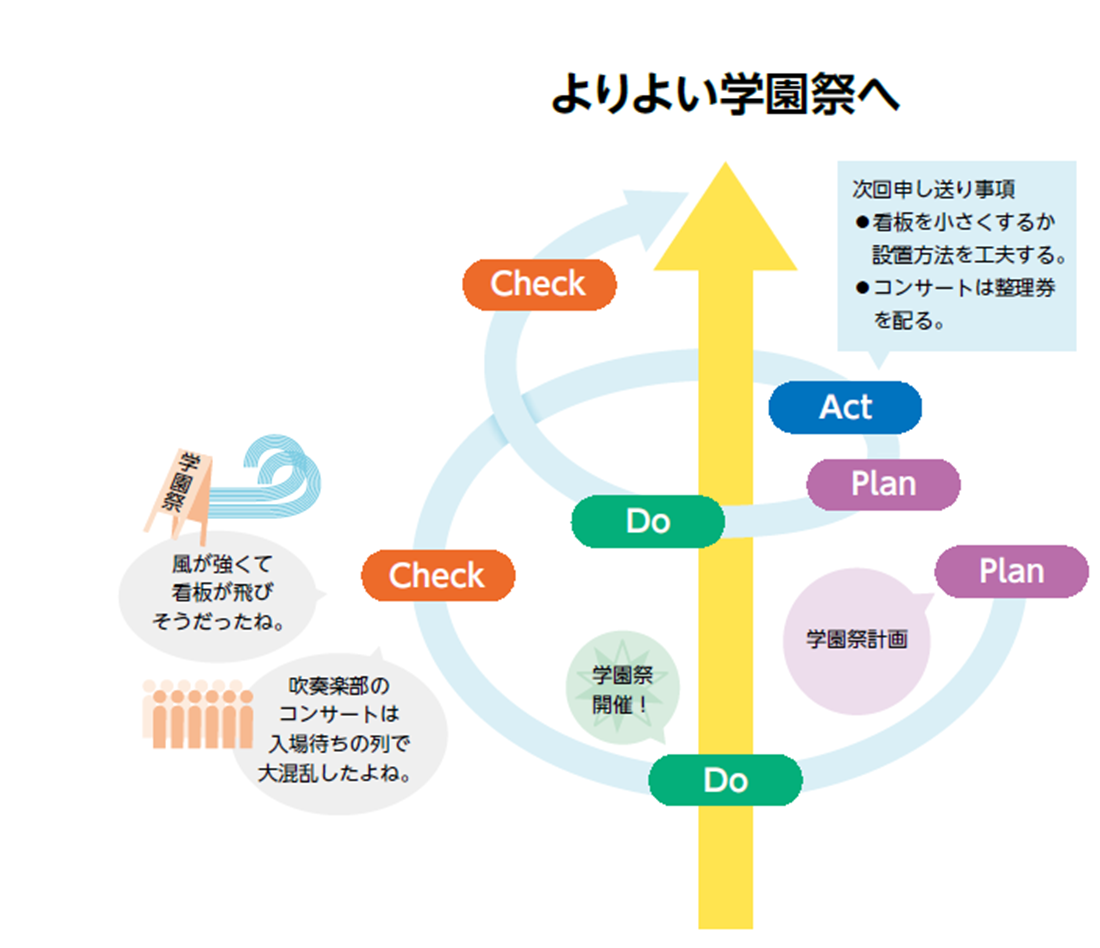 よりよい学園祭へ
次回申し送り事項
●看板を小さくするか
設置方法を工夫する。
●コンサートは整理券
を配る。
Check
Act
Plan
Do
Check
Plan
学園祭
風が強くて
看板が飛び
そうだったね。
学園祭計画
学園祭
開催！
吹奏楽部の
コンサートは
入場待ちの列で
大混乱したよね。
Do